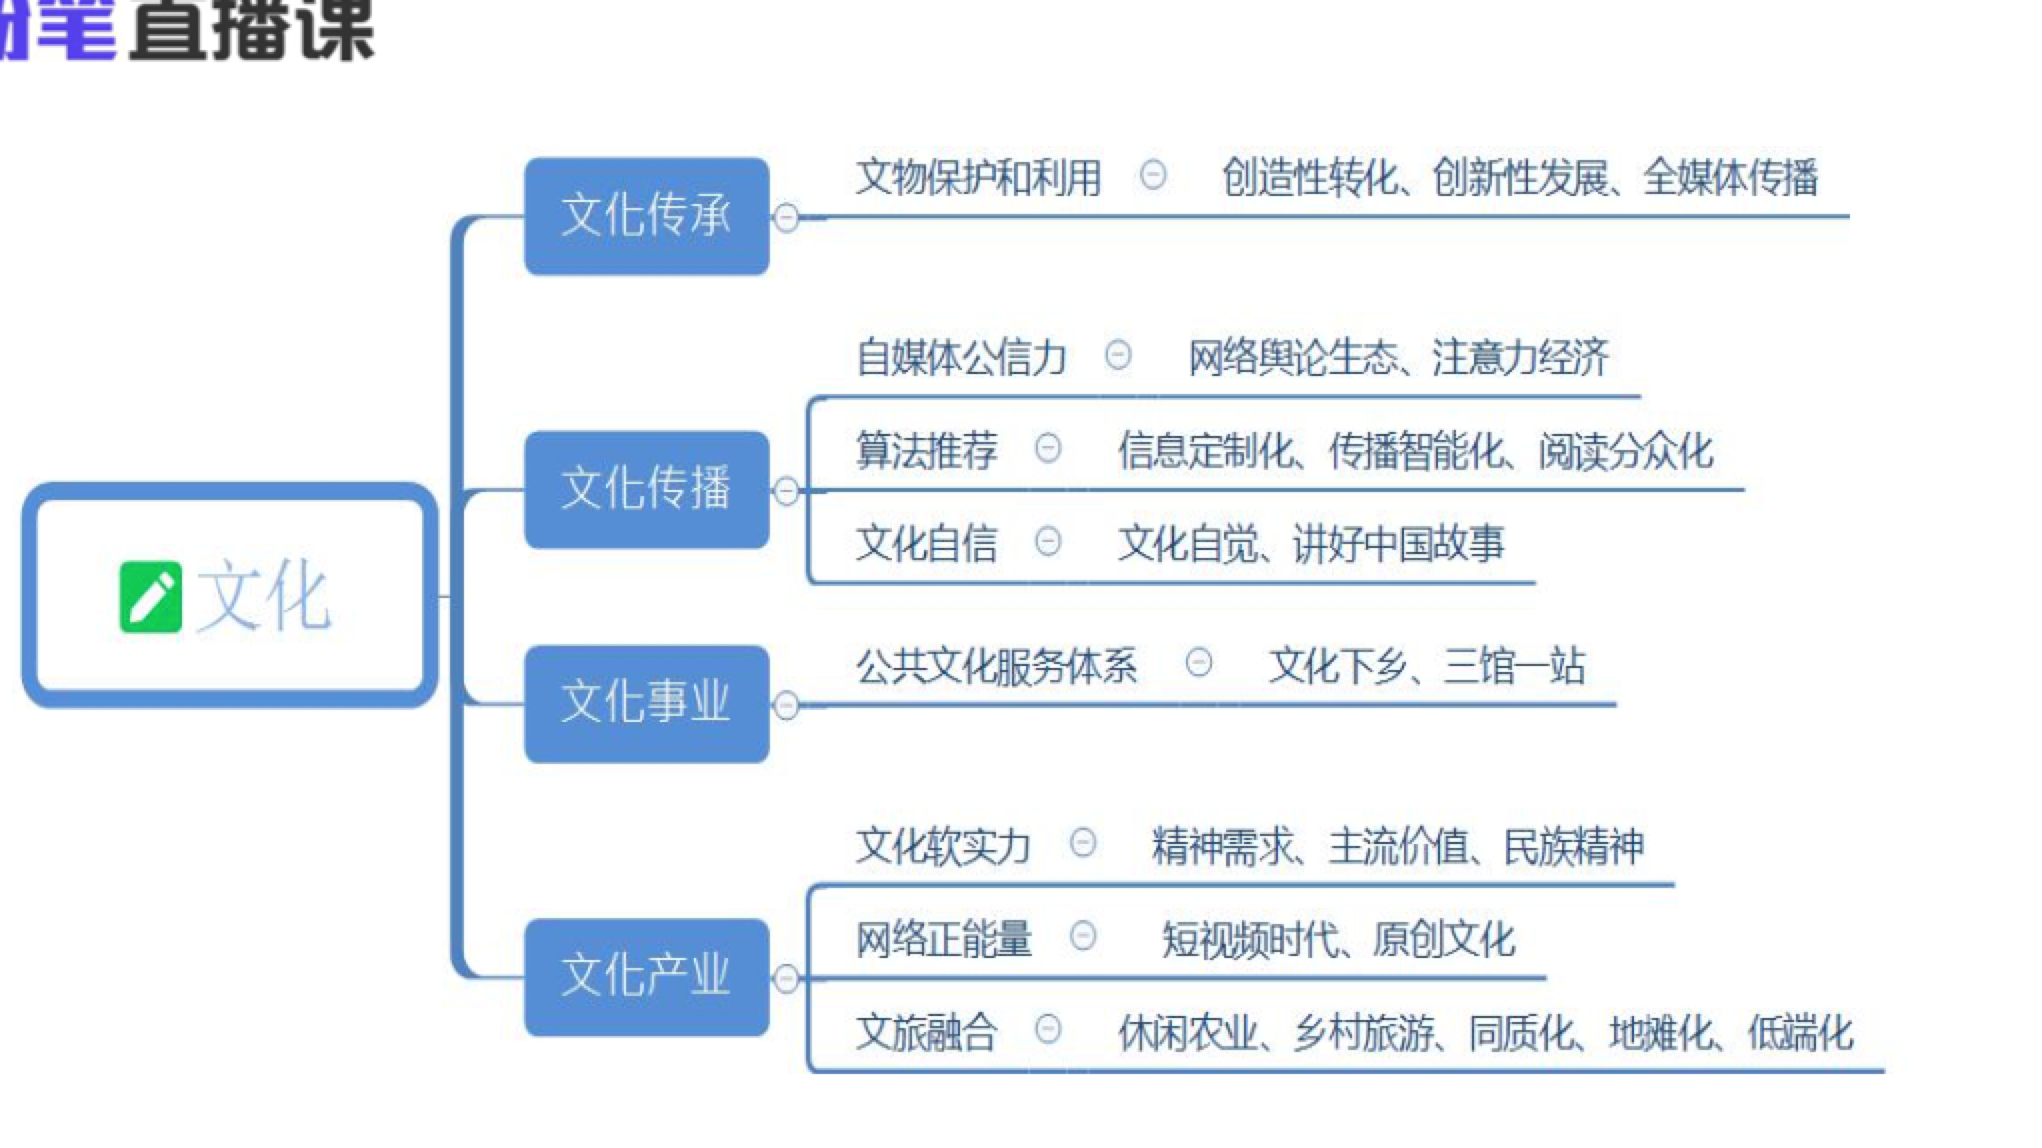 粉笔直播课
文化
文化传承
文物保护和利用 创造性转化、创新性发展、全媒体传播
文化传播
自媒体公信力 网络舆论生态、注意力经济
算法推荐 信息定制化、传播智能化、阅读分众化
文化自信 文化自觉、讲好中国故事
文化事业
公共文化服务体系 文化下乡、三馆一站
文化产业
文化软实力 精神需求、主流价值、民族精神
网络正能量 短视频时代、原创文化
文旅融合 休闲农业、乡村旅游、同质化、地摊化、低端化